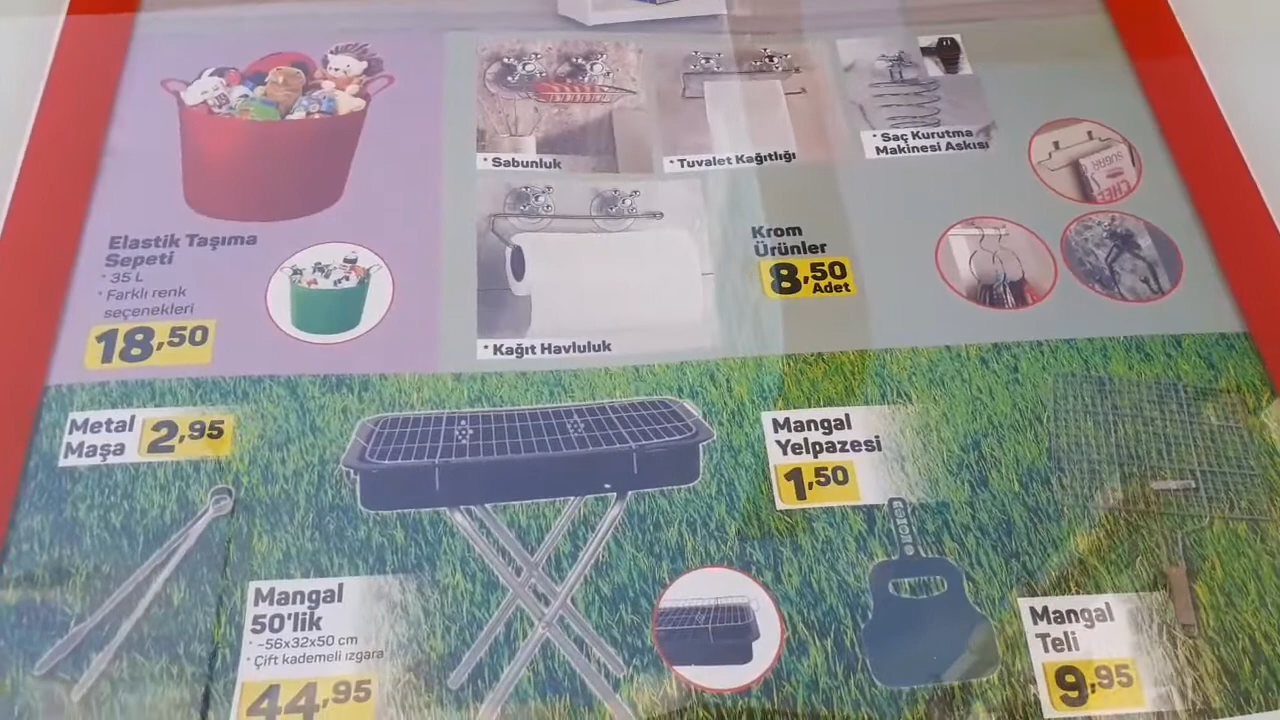 * Sabunluk
* Tuvalet Kağıtlığı
* Saç Kurutma
Makinesi Askısı
SUGAR
Elastik Taşıma
Sepeti
* 35 L
* Farklı renk
seçenekleri
18,50
Krom
Ürünler
8,50
Adet
* Kağıt Havluluk
Metal
Maşa
2,95
Mangal
Yelpazesi
1,50
Mangal
50'lik
* ~56x32x50 cm
* Çift kademeli ızgara
44,95
Mangal
Teli
9,95